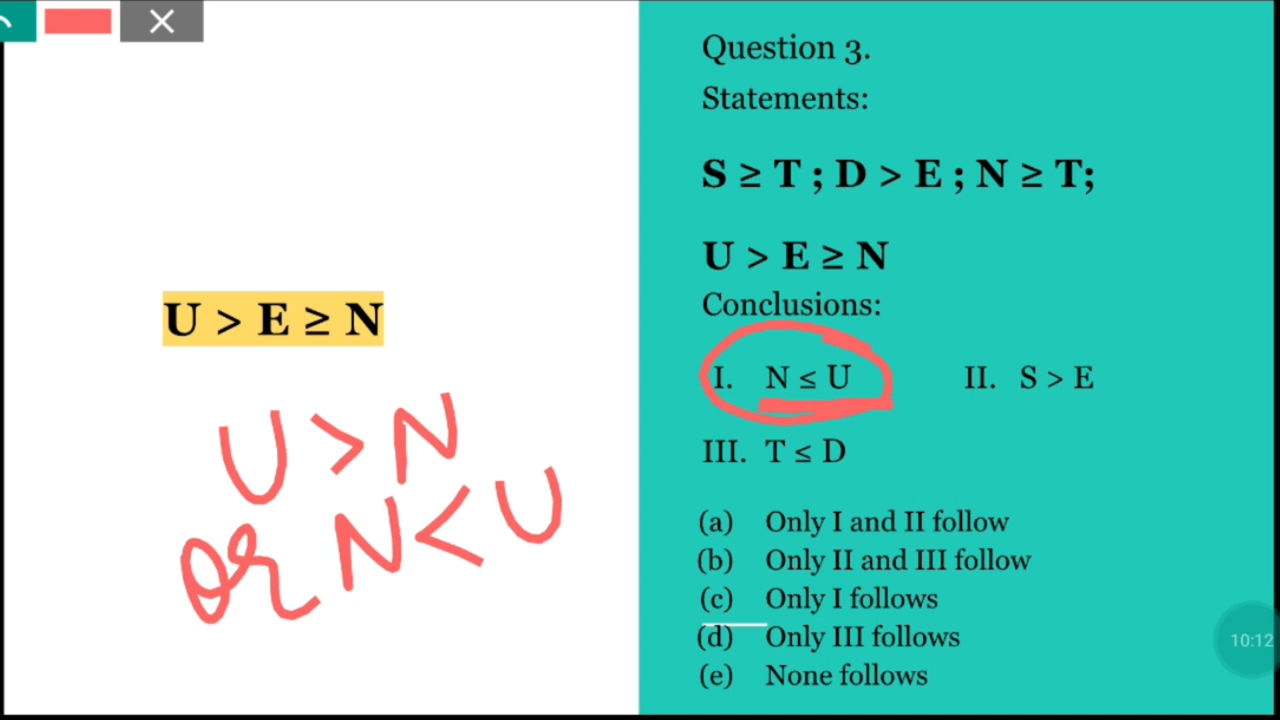 U > E ≥ N
U > N
or N < U
Question 3.
Statements:
S ≥ T ; D > E ; N ≥ T;
U > E ≥ N
Conclusions:
I. N ≤ U II. S > E
III. T ≤ D
(a) Only I and II follow
(b) Only II and III follow
(c) Only I follows
(d) Only III follows
(e) None follows
10:12